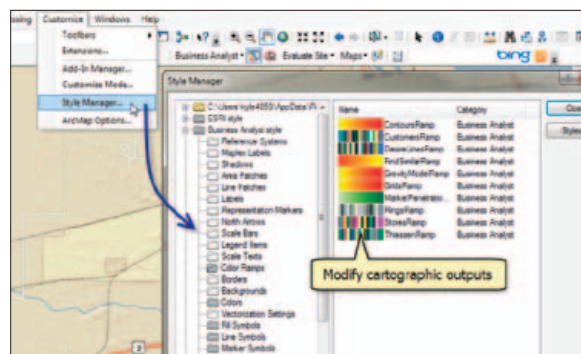 ssing Customize Windows Help
Toolbars
Extensions...
Add-In Manager...
Customize Mode...
Style Manager...
ArcMap Options...
Business Analyst Evaluate Site Maps
bing
Style Manager
ESRI.style
Business Analyst.style
Reference Systems
Maplex Labels
Shadows
Area Patches
Line Patches
Labels
Representation Markers
North Arrows
Scale Bars
Legend Items
Scale Texts
Color Ramps
Borders
Backgrounds
Colors
Vectorization Settings
Fill Symbols
Line Symbols
Marker Symbols
Name Category
ContoursRamp Business Analyst
CustomersRamp Business Analyst
DesireLinesRamp Business Analyst
FindSimilarRamp Business Analyst
GravityModelRamp Business Analyst
GridsRamp Business Analyst
MarketPenetratio... Business Analyst
RingsRamp Business Analyst
StoresRamp Business Analyst
ThiessenRamp Business Analyst
Modify cartographic outputs
2